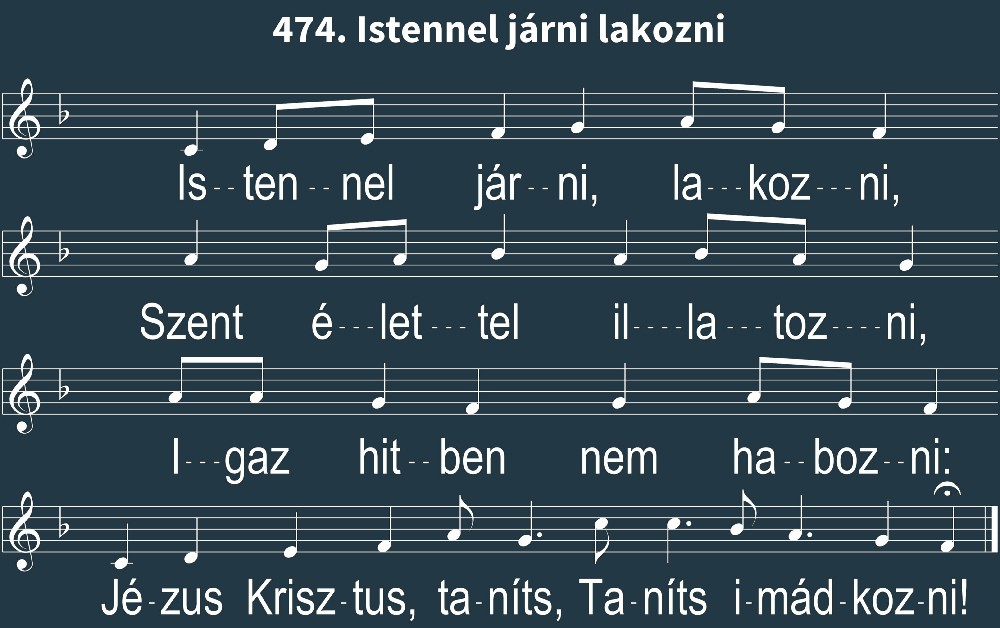 474. Istennel járni lakozni
Is--ten--nel jár--ni, la---koz---ni,
Szent é---let---tel il----la---toz----ni,
I---gaz hit--ben nem ha--boz--ni:
Jé-zus Krisz-tus, ta-níts, Ta-níts i-mád-koz-ni!